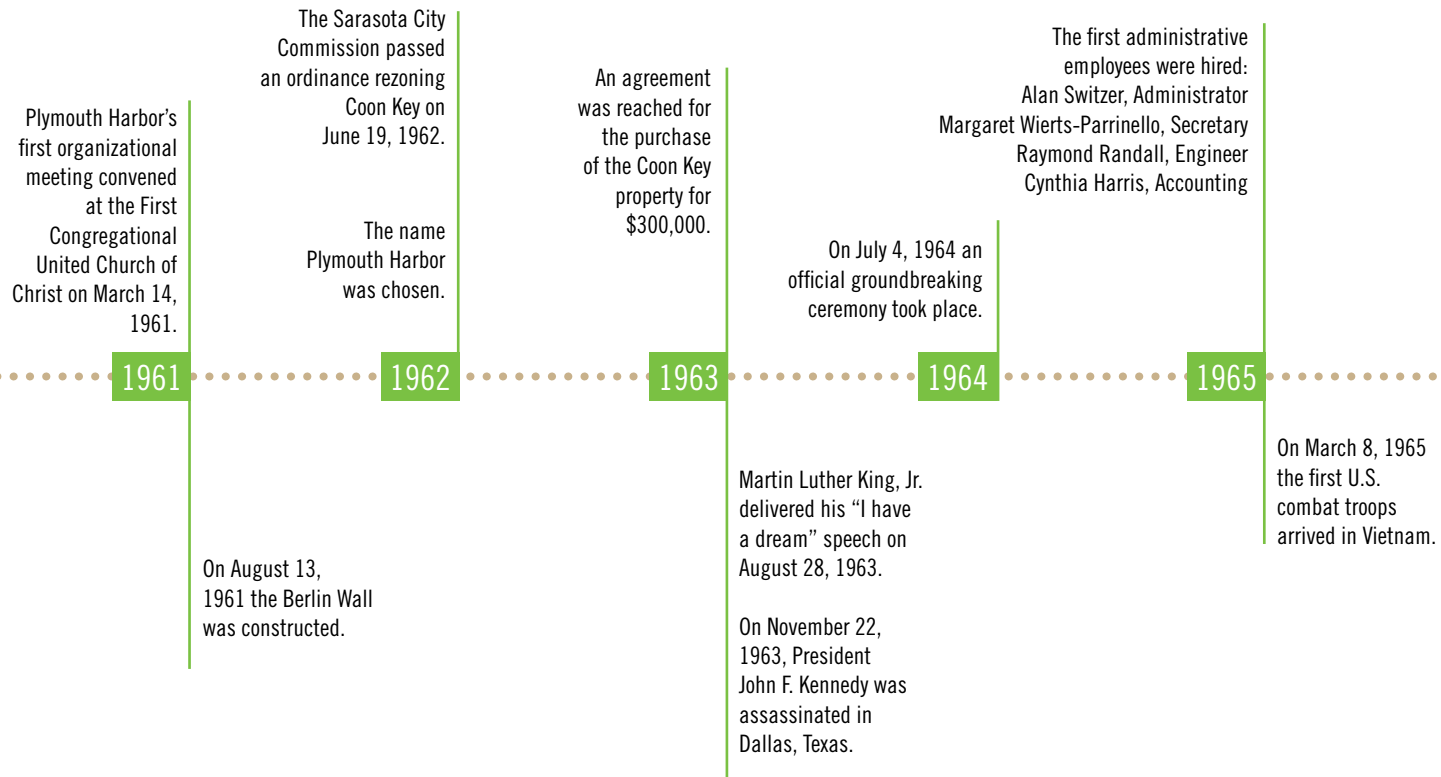 Plymouth Harbor's
first organizational
meeting convened
at the First
Congregational
United Church of
Christ on March 14,
1961.
The Sarasota City
Commission passed
an ordinance rezoning
Coon Key on
June 19, 1962.
The name
Plymouth Harbor
was chosen.
An agreement
was reached for
the purchase
of the Coon Key
property for
$300,000.
On July 4, 1964 an
official groundbreaking
ceremony took place.
The first administrative
employees were hired:
Alan Switzer, Administrator
Margaret Wierts-Parrinello, Secretary
Raymond Randall, Engineer
Cynthia Harris, Accounting
1961
1962
1963
1964
1965
On August 13,
1961 the Berlin Wall
was constructed.
Martin Luther King, Jr.
delivered his “I have
a dream” speech on
August 28, 1963.
On November 22,
1963, President
John F. Kennedy was
assassinated in
Dallas, Texas.
On March 8, 1965
the first U.S.
combat troops
arrived in Vietnam.